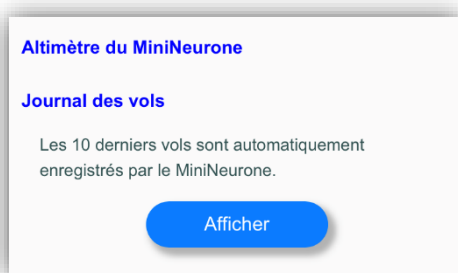 Altimètre du MiniNeurone
Journal des vols
Les 10 derniers vols sont automatiquement
enregistrés par le MiniNeurone.
Afficher